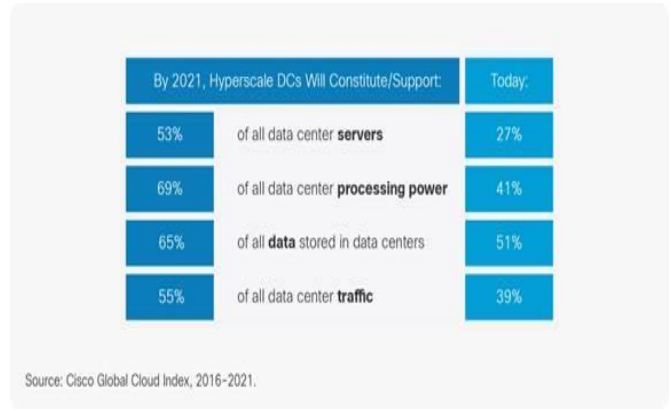 By 2021, Hyperscale DCs Will Constitute/Support: Today:
53% of all data center servers 27%
69% of all data center processing power 41%
65% of all data stored in data centers 51%
55% of all data center traffic 39%
Source: Cisco Global Cloud Index, 2016-2021.